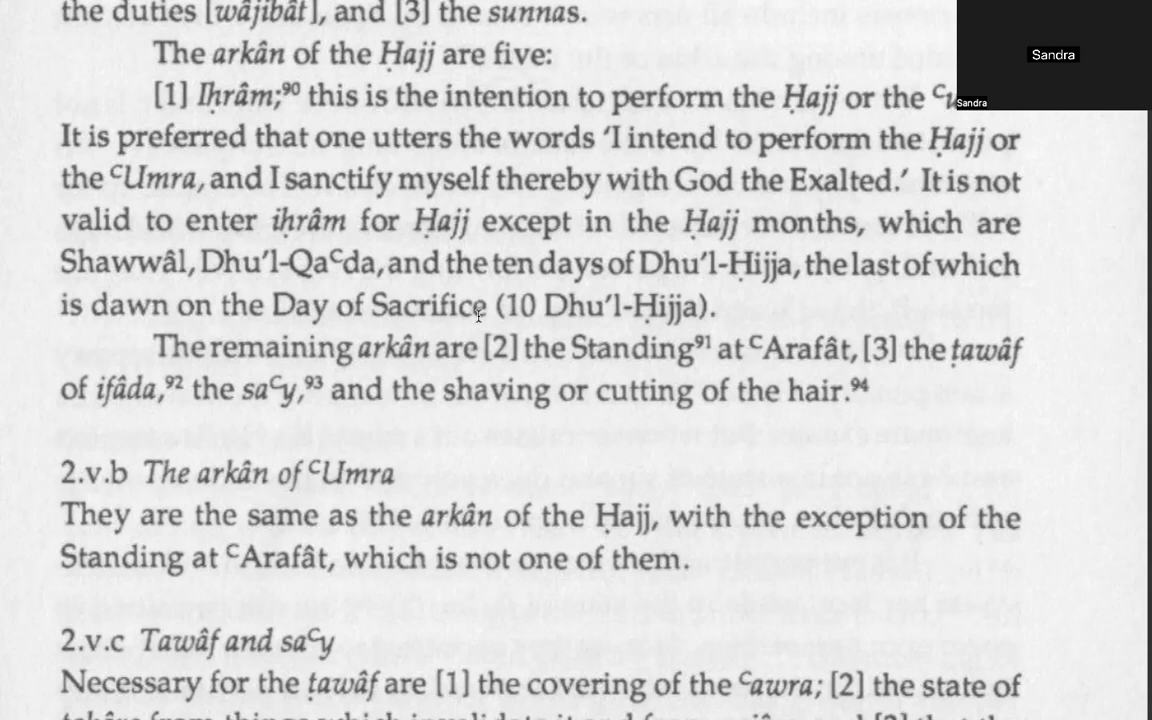 the duties [wâjibât], and [3] the sunnas.
The arkân of the Ḥajj are five:
[1] Iḥrâm;⁹⁰ this is the intention to perform the Ḥajj or the
It is preferred that one utters the words ‘I intend to perform the Ḥajj or
the ᶜUmra, and I sanctify myself thereby with God the Exalted.’ It is not
valid to enter iḥrâm for Ḥajj except in the Ḥajj months, which are
Shawwâl, Dhu’l-Qaᶜda, and the ten days of Dhu’l-Ḥijja, the last of which
is dawn on the Day of Sacrifice (10 Dhu’l-Ḥijja).
The remaining arkân are [2] the Standing⁹¹ at ᶜArafât, [3] the ṭawâf
of ifâda,⁹² the saᶜy,⁹³ and the shaving or cutting of the hair.⁹⁴
2.v.b The arkân of ᶜUmra
They are the same as the arkân of the Ḥajj, with the exception of the
Standing at ᶜArafât, which is not one of them.
2.v.c Tawâf and saᶜy
Necessary for the ṭawâf are [1] the covering of the ᶜawra; [2] the state of
Sandra
Sandra